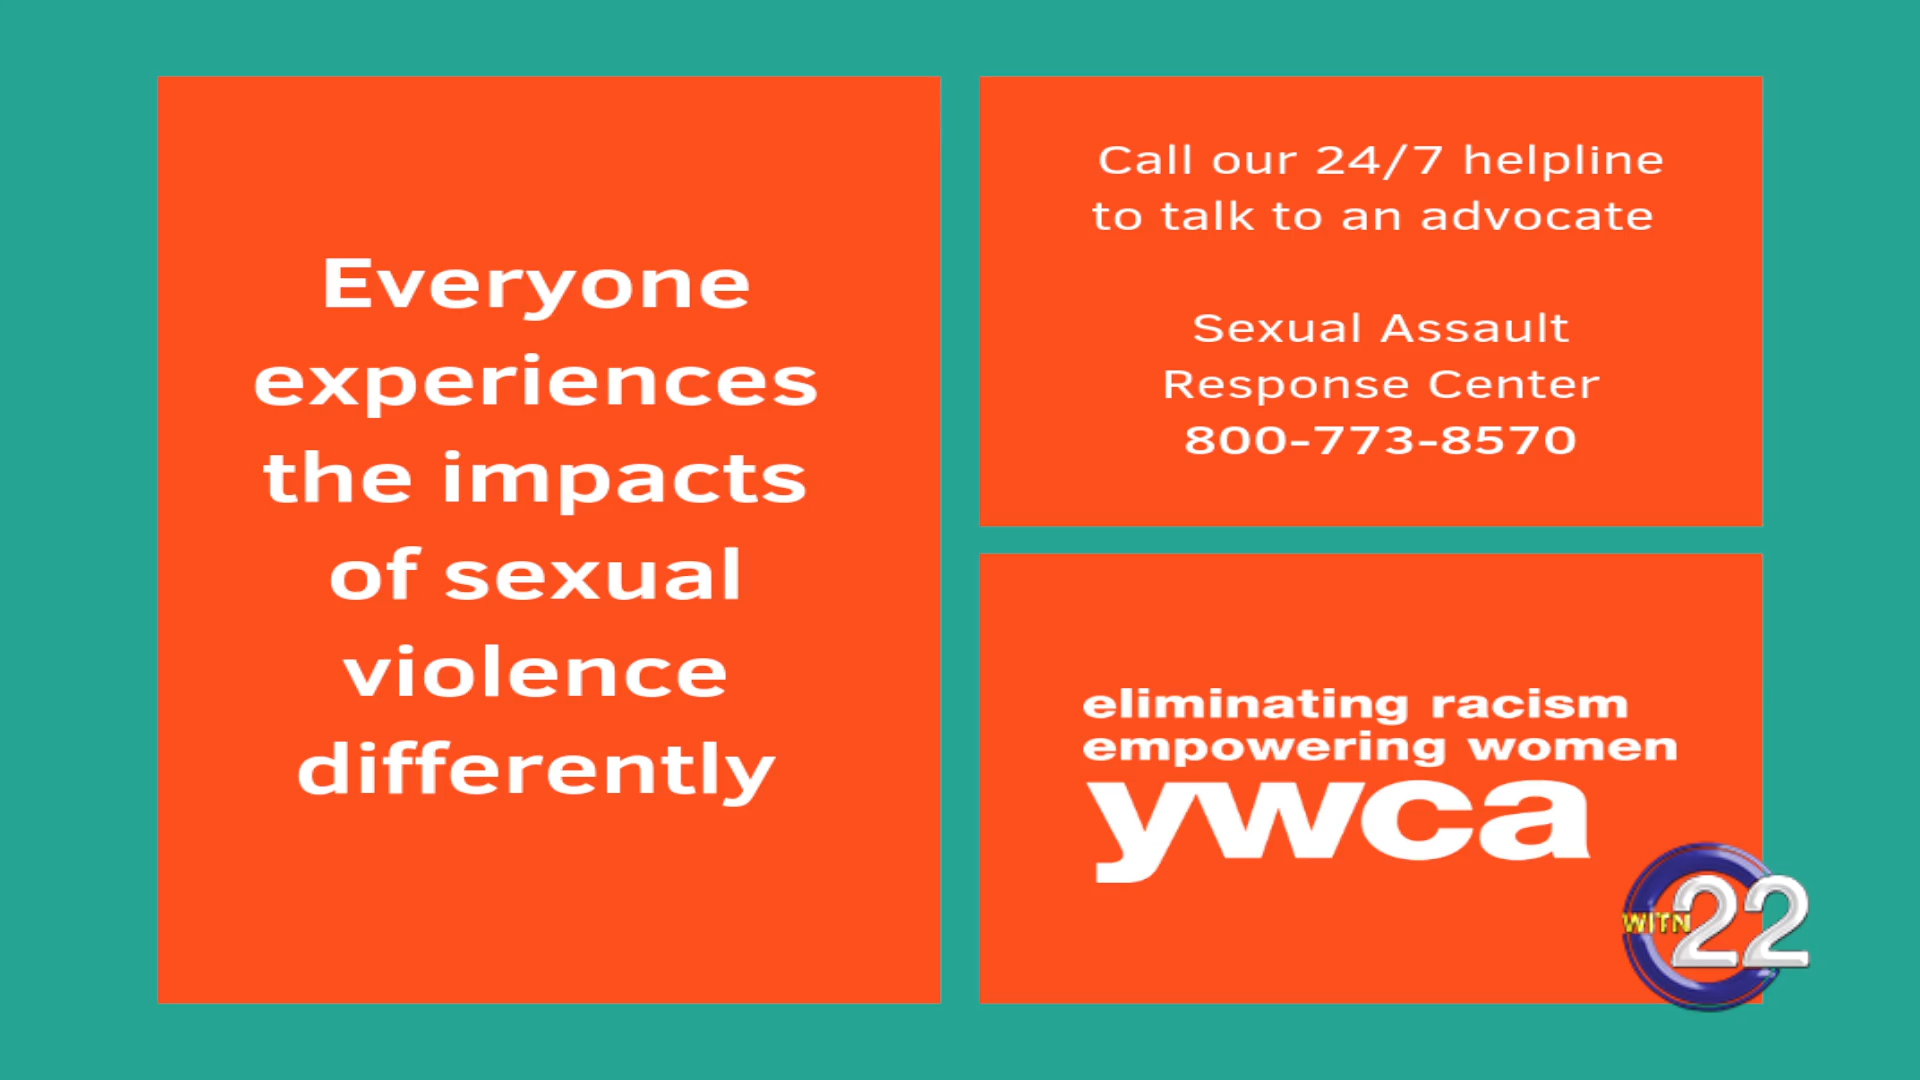 Everyone
experiences
the impacts
of sexual
violence
differently
Call our 24/7 helpline
to talk to an advocate
Sexual Assault
Response Center
800-773-8570
eliminating racism
empowering women
ywca
WITN
22